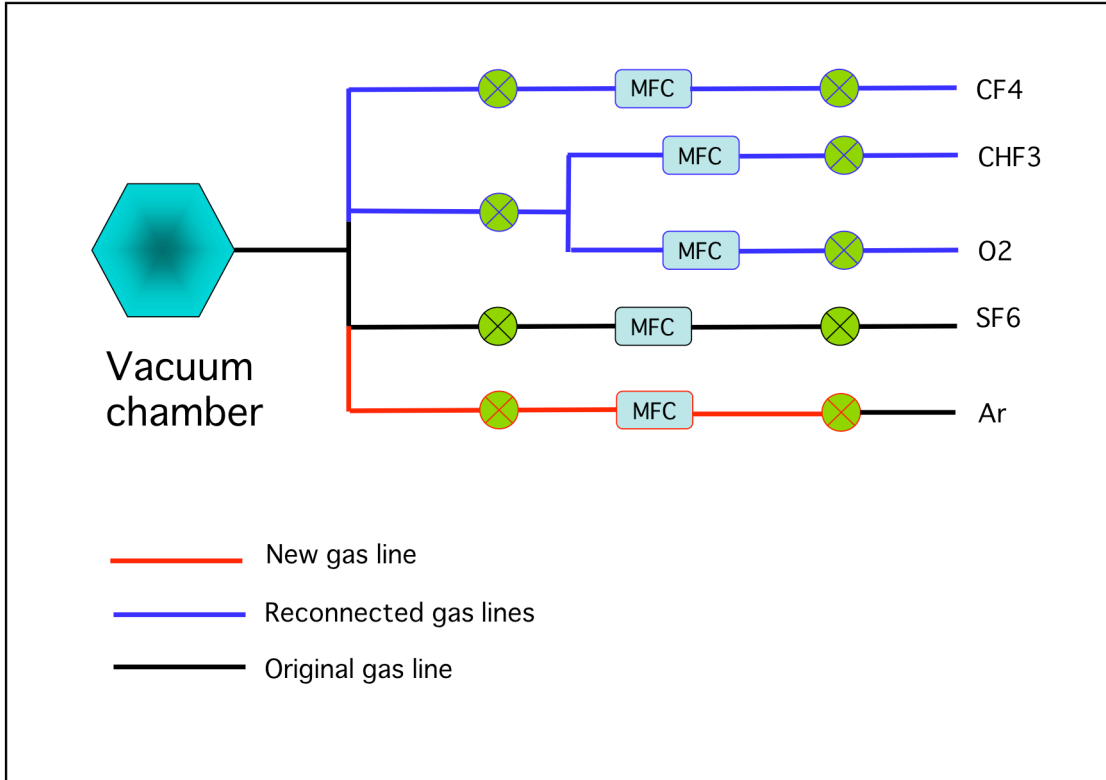 MFC
CF4
MFC
CHF3
MFC
O2
MFC
SF6
MFC
Ar
Vacuum
chamber
New gas line
Reconnected gas lines
Original gas line